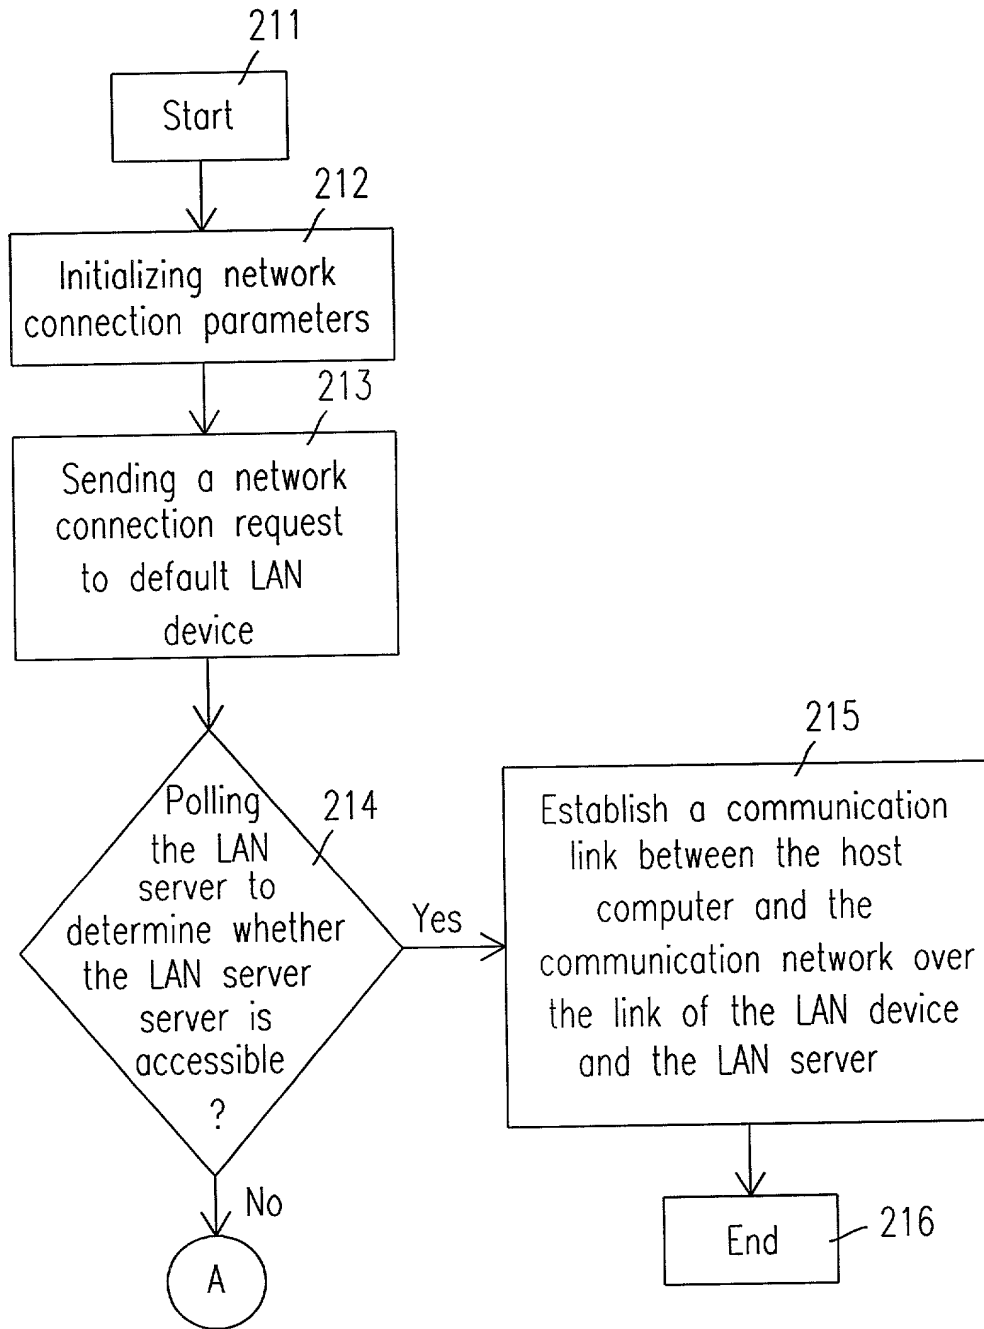 211
Start
212
Initializing network
connection parameters
213
Sending a network
connection request
to default LAN
device
214
Polling
the LAN
server to
determine whether
the LAN server
server is
accessible
?
Yes
No
A
215
Establish a communication
link between the host
computer and the
communication network over
the link of the LAN device
and the LAN server
End
216